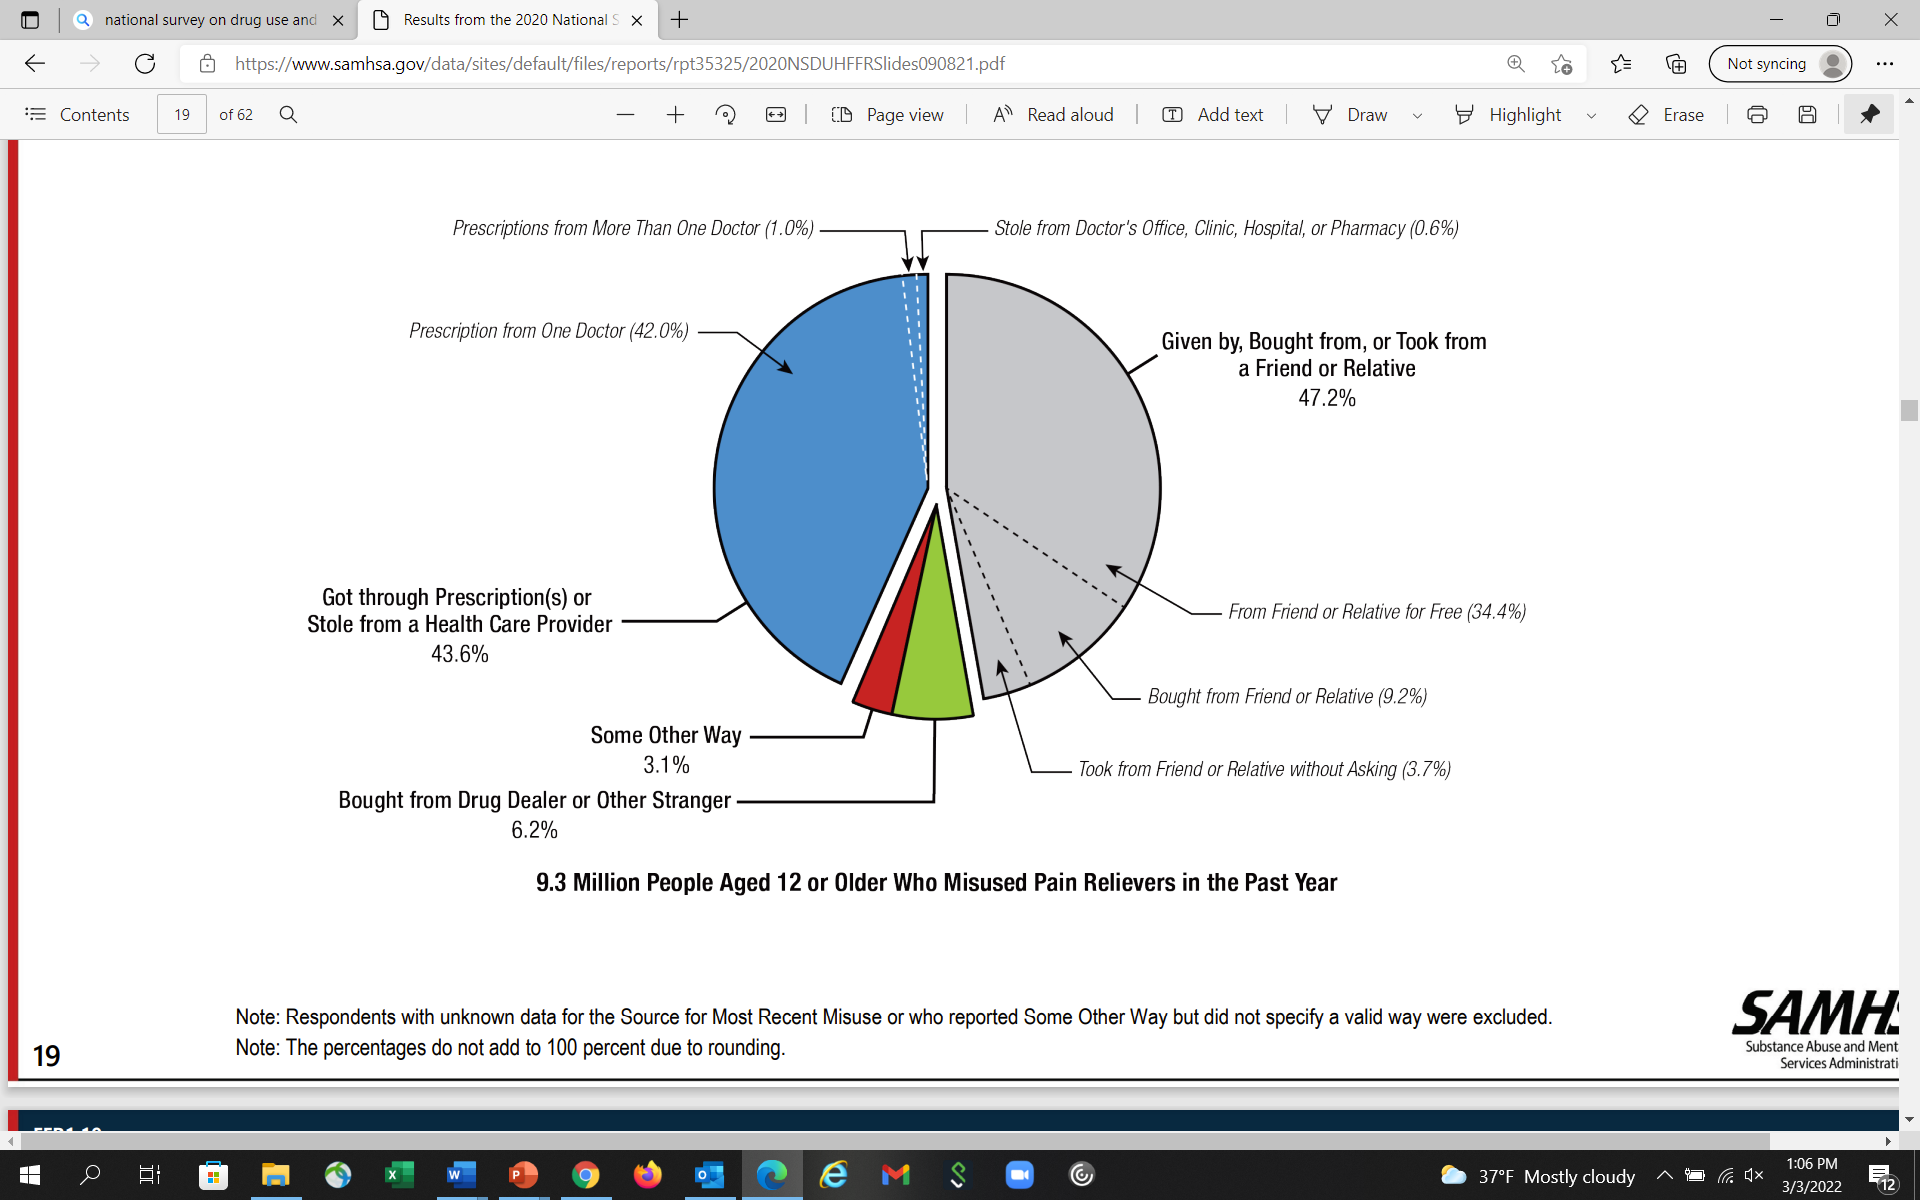 national survey on drug use and
Results from the 2020 National S
https://www.samhsa.gov/data/sites/default/files/reports/rpt35325/2020NSDUHFFRSlides090821.pdf
Not syncing
Contents
19 of 62
Page view
Read aloud
Add text
Draw
Highlight
Erase
Prescriptions from More Than One Doctor (1.0%)
Stole from Doctor's Office, Clinic, Hospital, or Pharmacy (0.6%)
Prescription from One Doctor (42.0%)
Given by, Bought from, or Took from
a Friend or Relative
47.2%
Got through Prescription(s) or
Stole from a Health Care Provider
43.6%
From Friend or Relative for Free (34.4%)
Bought from Friend or Relative (9.2%)
Some Other Way
3.1%
Took from Friend or Relative without Asking (3.7%)
Bought from Drug Dealer or Other Stranger
6.2%
9.3 Million People Aged 12 or Older Who Misused Pain Relievers in the Past Year
Note: Respondents with unknown data for the Source for Most Recent Misuse or who reported Some Other Way but did not specify a valid way were excluded.
Note: The percentages do not add to 100 percent due to rounding.
19
SAMHS
Substance Abuse and Ment
Services Administrati
37°F Mostly cloudy
1:06 PM
3/3/2022
12